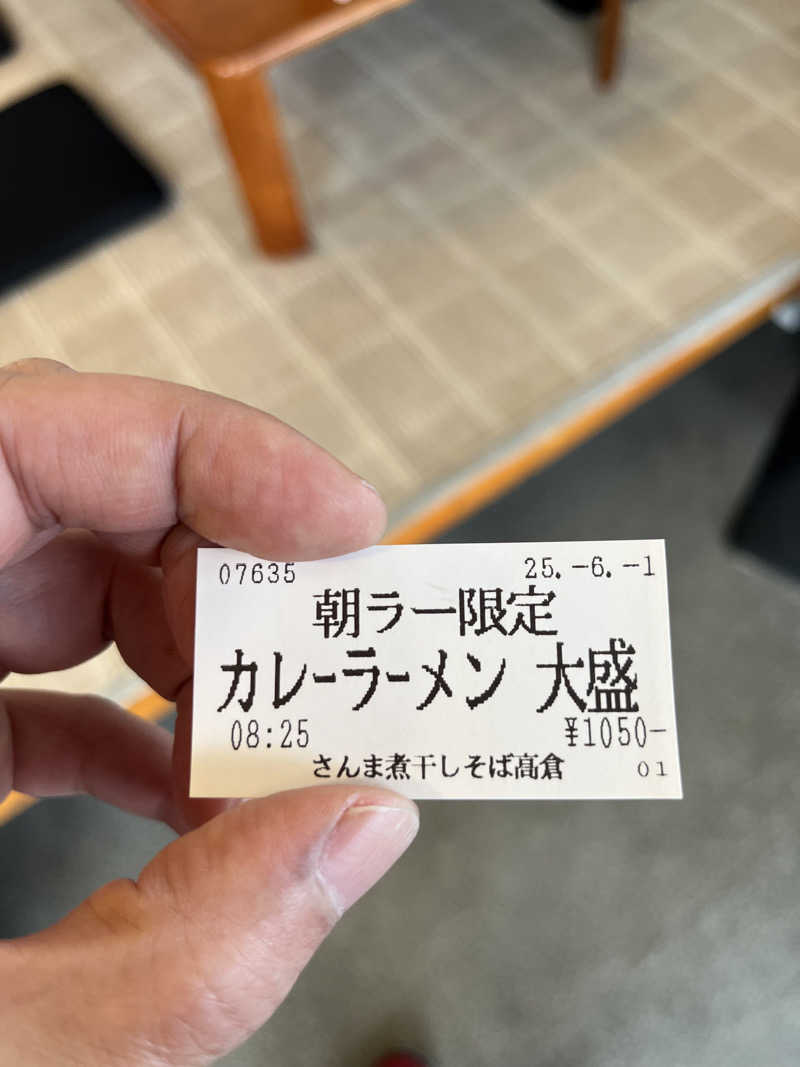 07635 25.-6.-1
朝ラー限定
カレーラーメン 大盛
08:25 ¥1050-
さんま煮干しそば高倉 01